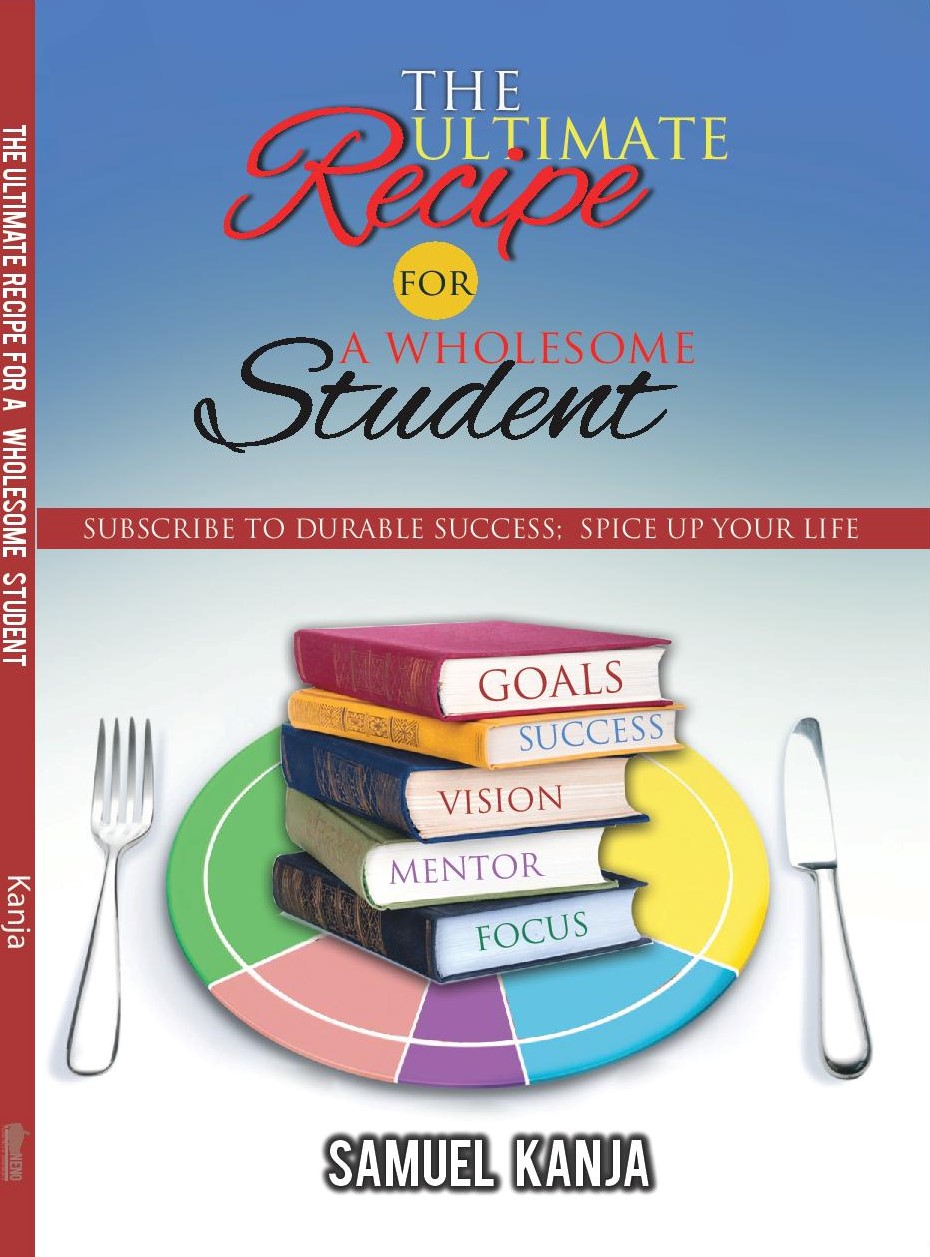 THE
ULTIMATE
Recipe
FOR
A WHOLESOME
Student
SUBSCRIBE TO DURABLE SUCCESS; SPICE UP YOUR LIFE
GOALS
SUCCESS
VISION
MENTOR
FOCUS
SAMUEL KANJA
THE ULTIMATE RECIPE FOR A WHOLESOME STUDENT
Kanja
NENO